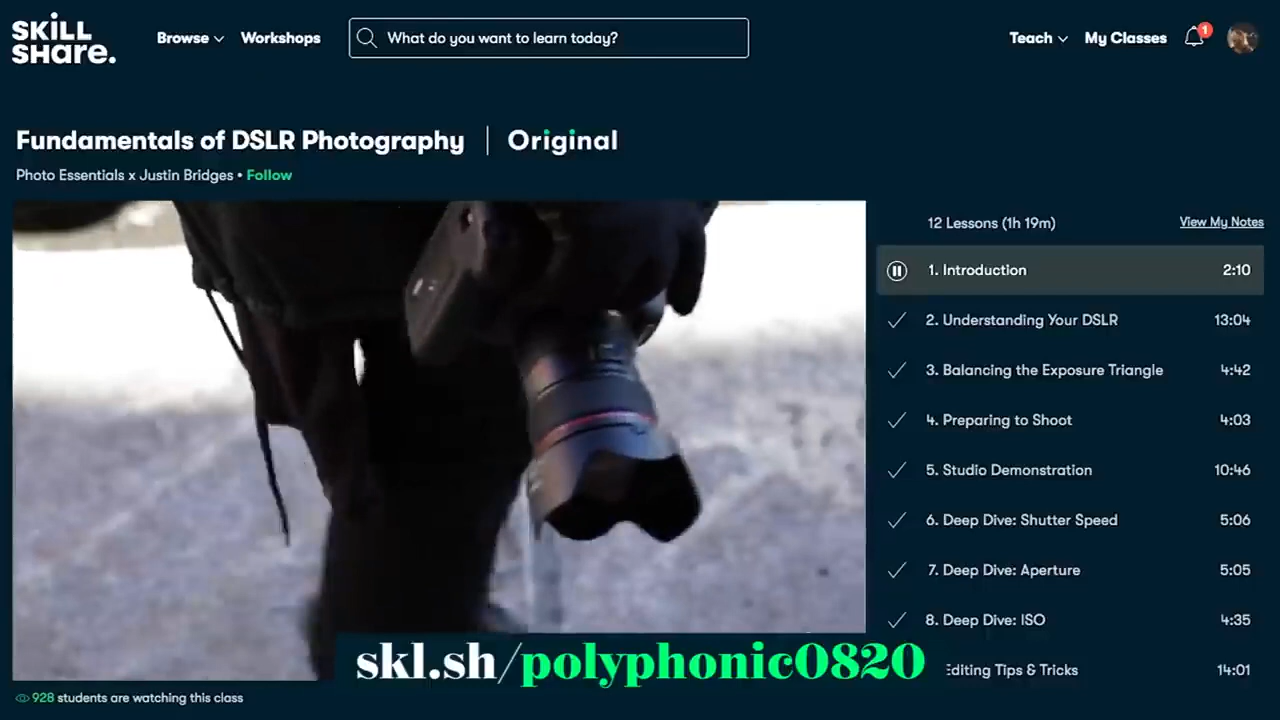 SKILL
SHARE.
Browse
Workshops
What do you want to learn today?
Teach
My Classes
1
Fundamentals of DSLR Photography | Original
Photo Essentials x Justin Bridges • Follow
12 Lessons (1h 19m)
View My Notes
1. Introduction 2:10
2. Understanding Your DSLR 13:04
3. Balancing the Exposure Triangle 4:42
4. Preparing to Shoot 4:03
5. Studio Demonstration 10:46
6. Deep Dive: Shutter Speed 5:06
7. Deep Dive: Aperture 5:05
8. Deep Dive: ISO 4:35
Editing Tips & Tricks 14:01
skl.sh/polyphonic0820
928 students are watching this class